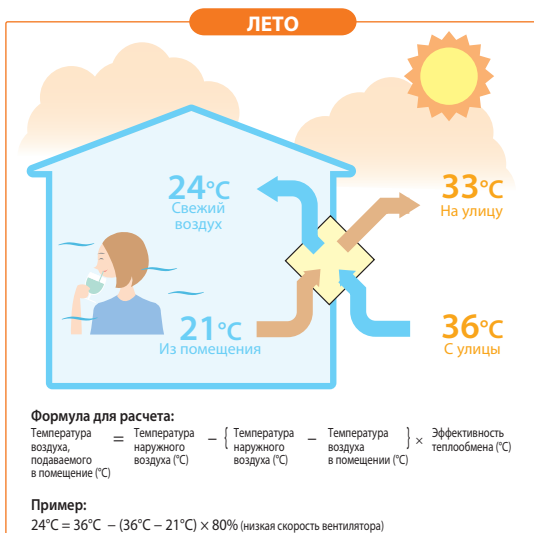 ЛЕТО
24°C
Свежий
воздух
33°C
На улицу
21°C
Из помещения
36°C
С улицы
Формула для расчета:
Температура воздуха, подаваемого в помещение (°C) = Температура наружного воздуха (°C) – { Температура наружного воздуха (°C) – Температура воздуха в помещении (°C) } × Эффективность теплообмена (°C)
Пример:
24°C = 36°C – (36°C – 21°C) × 80% (низкая скорость вентилятора)